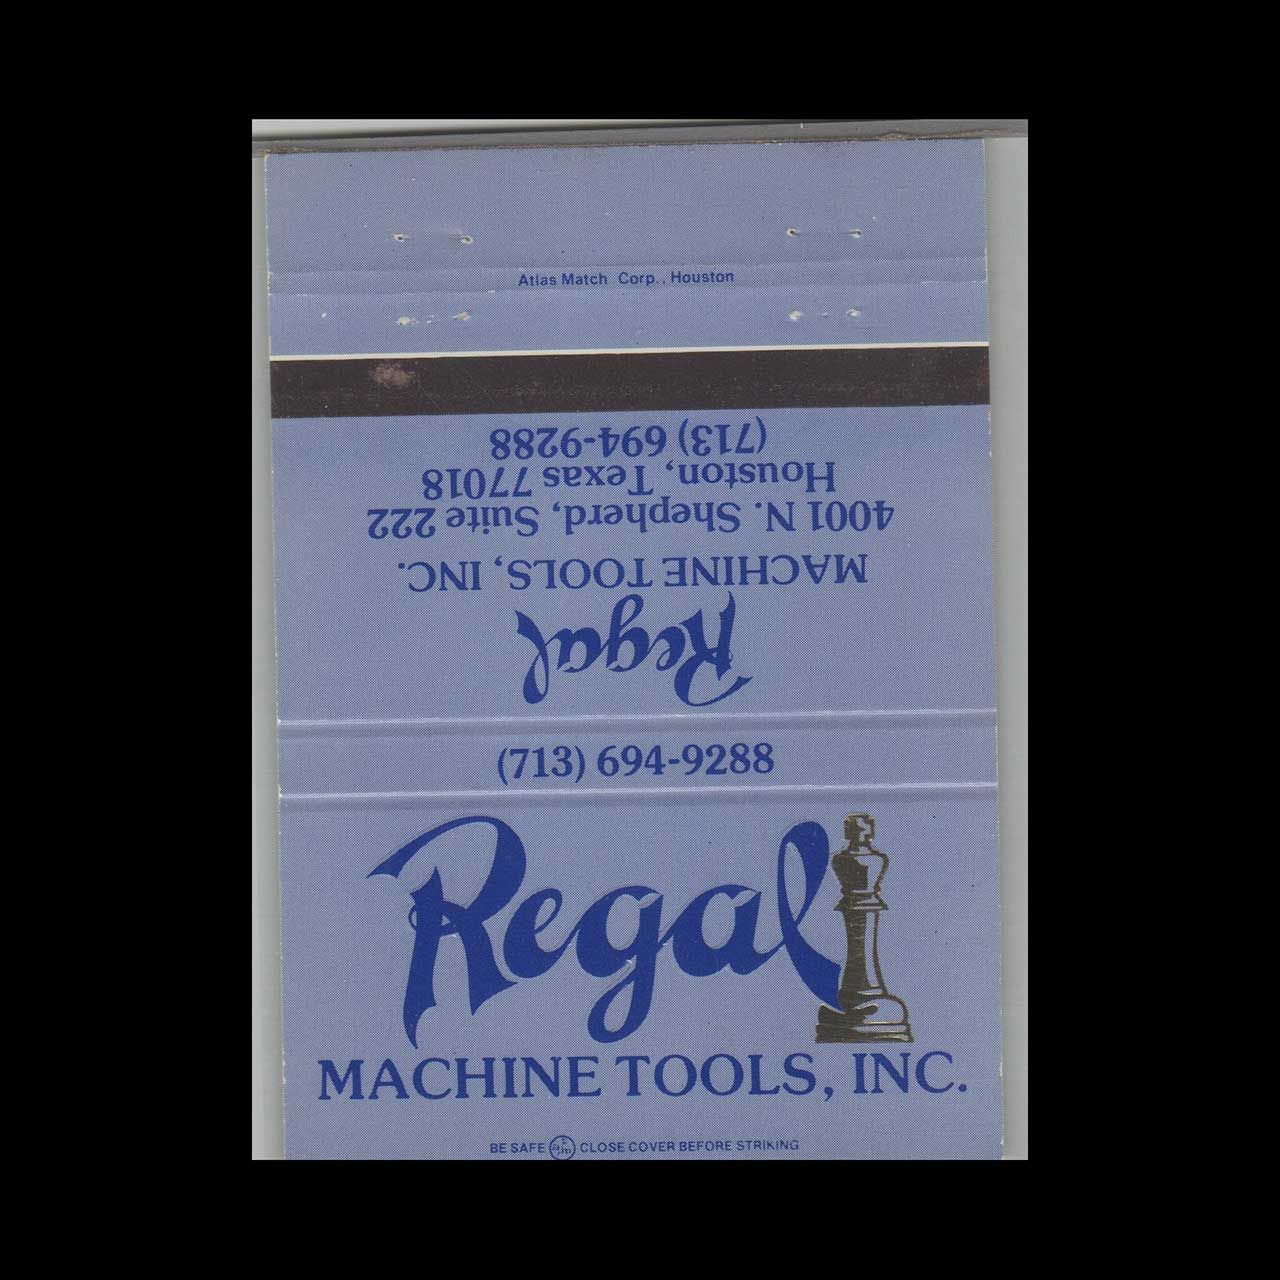 Atlas Match Corp., Houston
Regal
MACHINE TOOLS, INC.
4001 N. Shepherd, Suite 222
Houston, Texas 77018
(713) 694-9288
(713) 694-9288
Regal
MACHINE TOOLS, INC.
BE SAFE CLOSE COVER BEFORE STRIKING